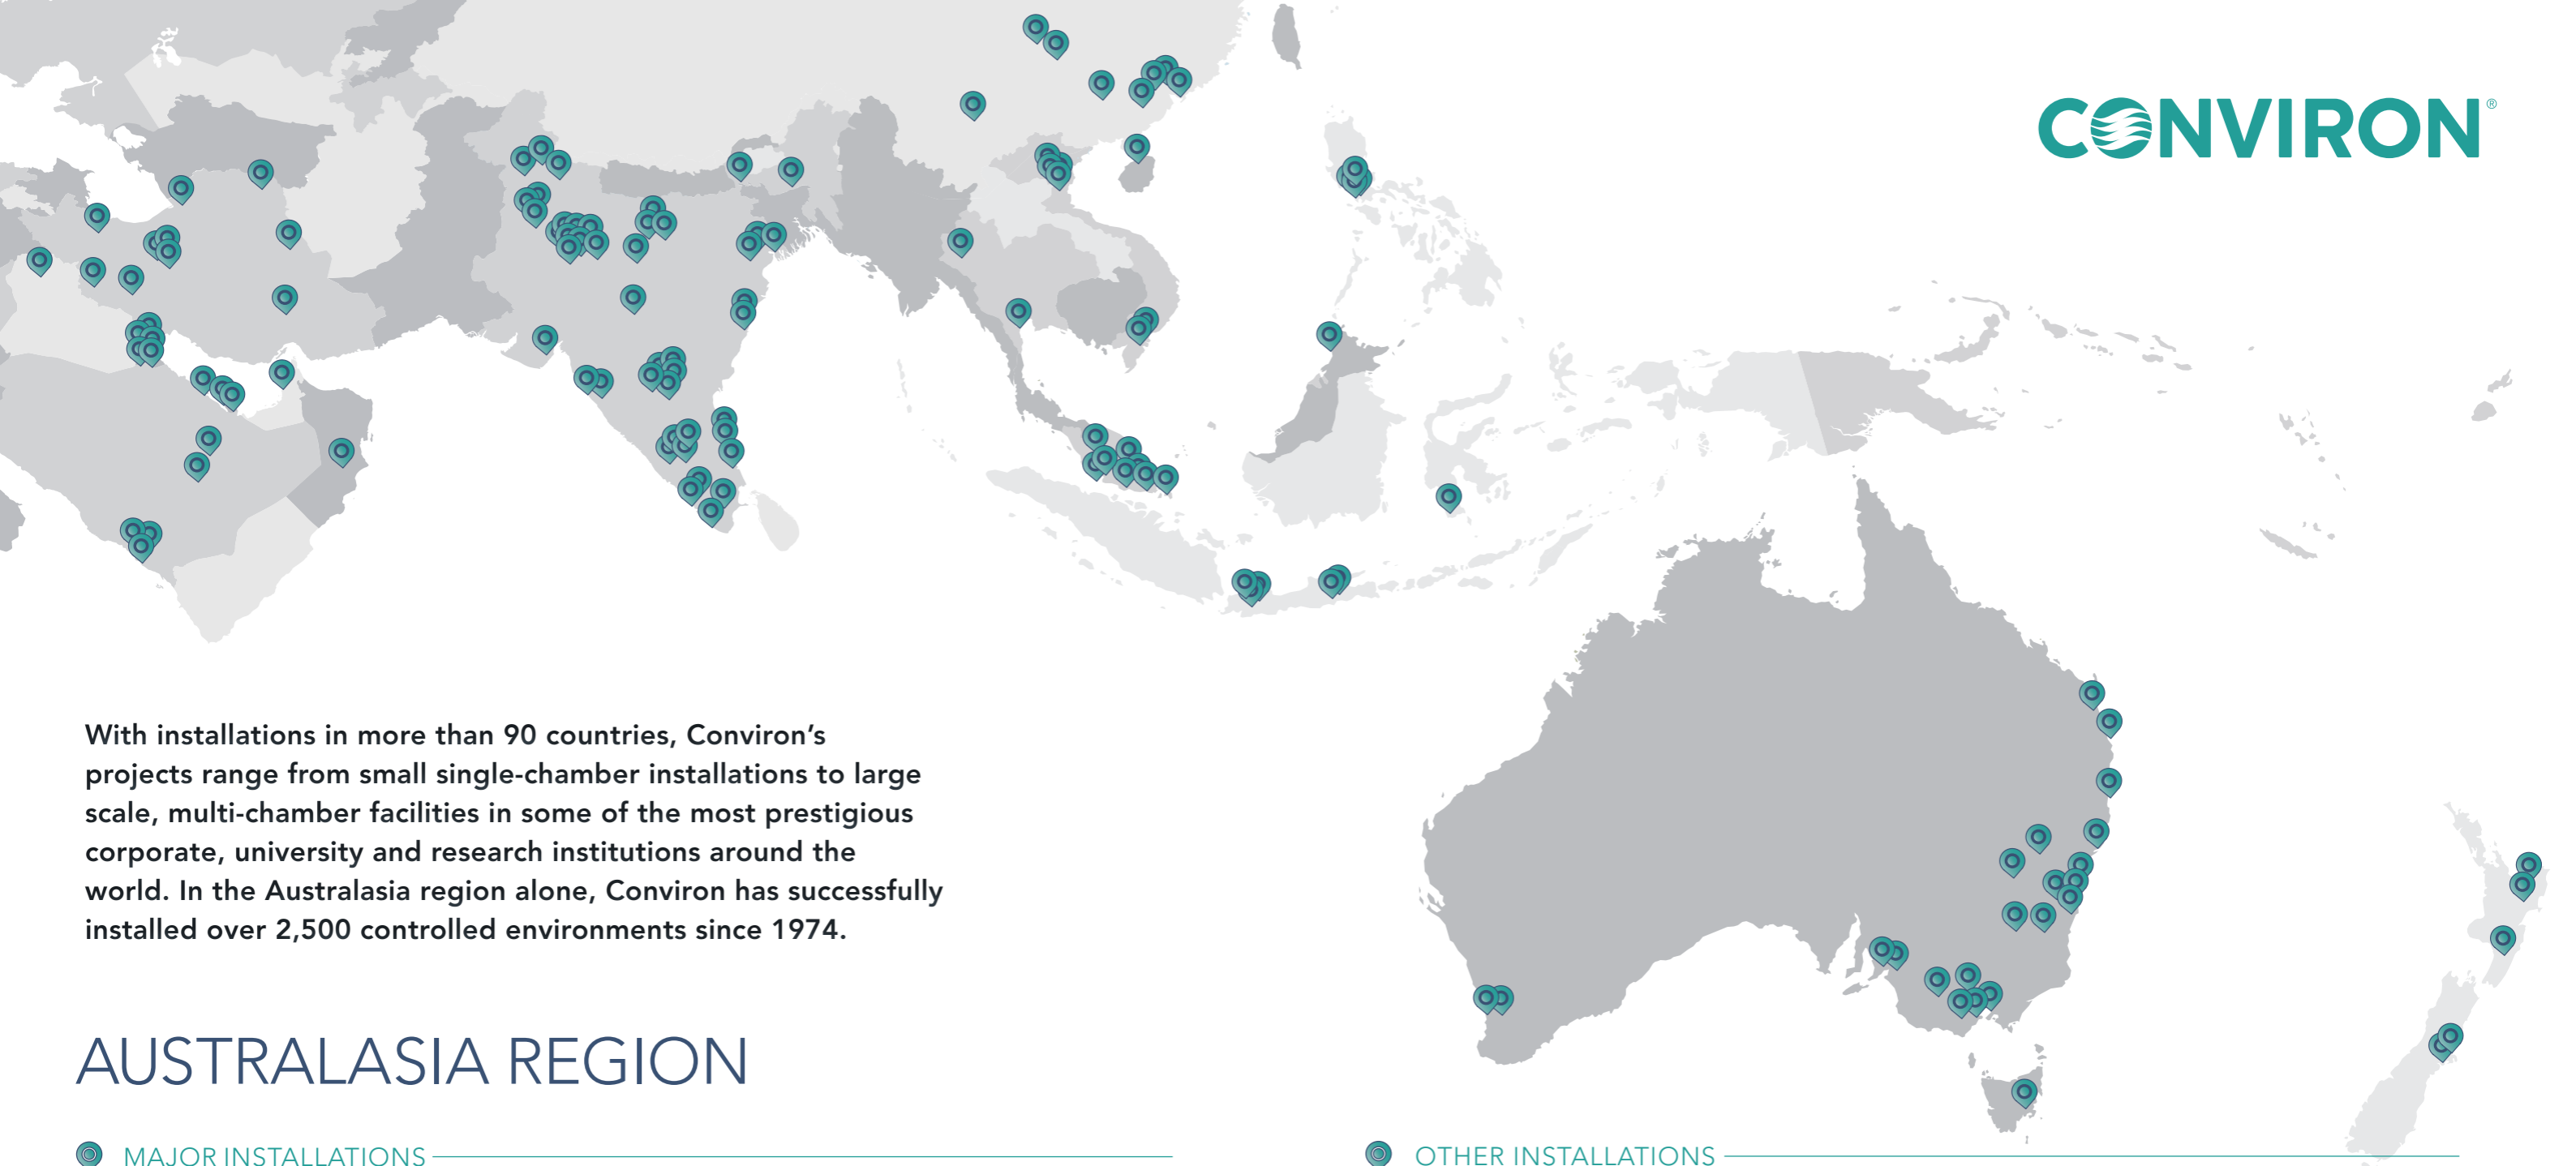 CONVIRON®
With installations in more than 90 countries, Conviron’s
projects range from small single-chamber installations to large
scale, multi-chamber facilities in some of the most prestigious
corporate, university and research institutions around the
world. In the Australasia region alone, Conviron has successfully
installed over 2,500 controlled environments since 1974.
AUSTRALASIA REGION
MAJOR INSTALLATIONS
OTHER INSTALLATIONS